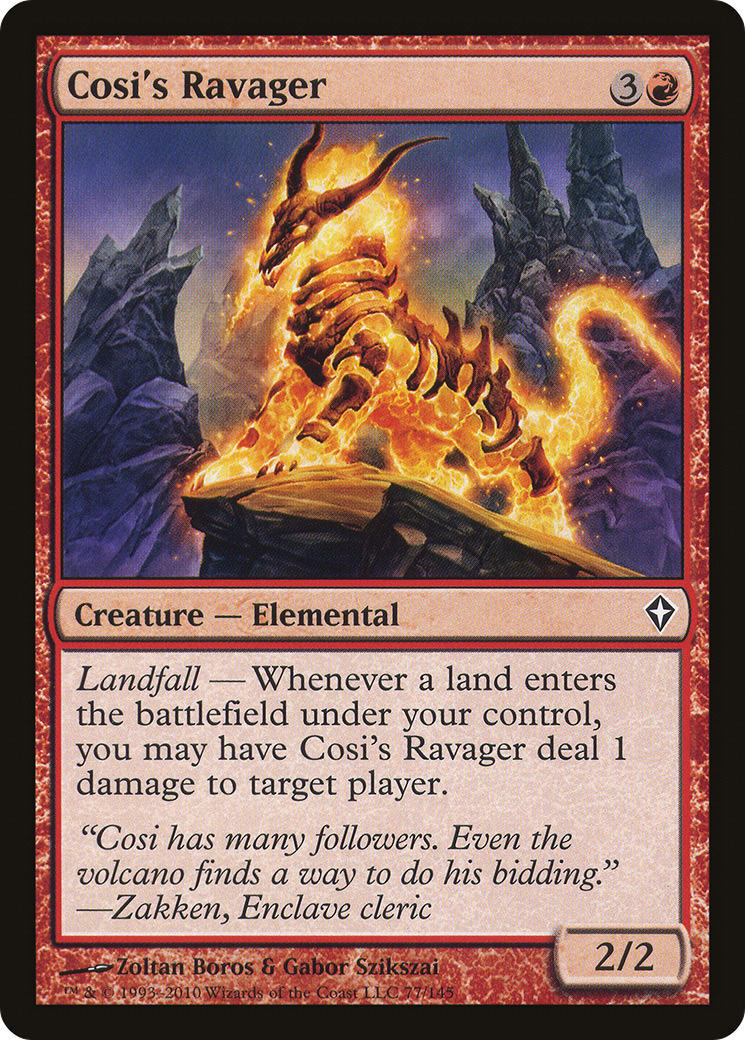 Cosi's Ravager 3
Creature — Elemental
Landfall — Whenever a land enters
the battlefield under your control,
you may have Cosi's Ravager deal 1
damage to target player.
“Cosi has many followers. Even the
volcano finds a way to do his bidding.”
—Zakken, Enclave cleric
2/2
Zoltan Boros & Gabor Szikszai
™ & © 1993–2010 Wizards of the Coast LLC 77/145